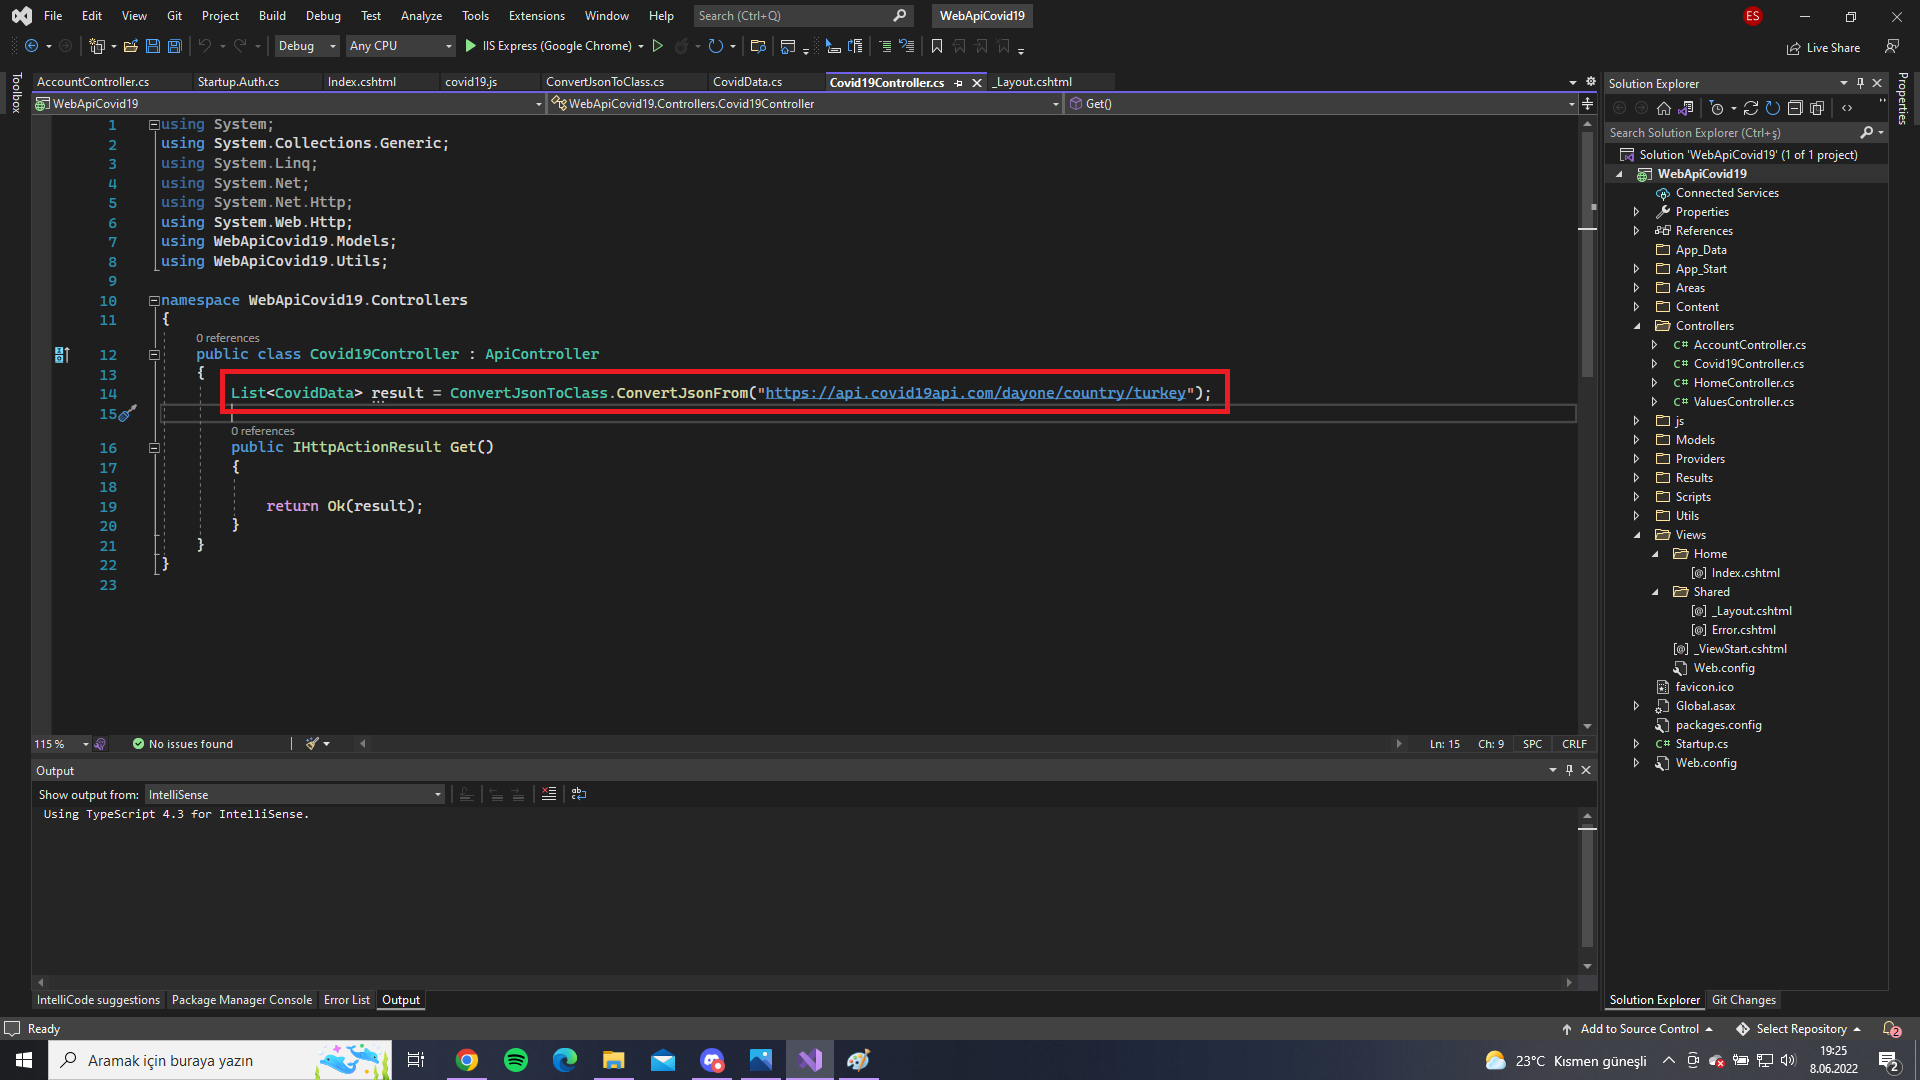 File Edit View Git Project Build Debug Test Analyze Tools Extensions Window Help Search (Ctrl+Q) WebApiCovid19 ES
Debug Any CPU IIS Express (Google Chrome) Live Share
Toolbox
AccountController.cs Startup.Auth.cs Index.cshtml covid19.js ConvertJsonToClass.cs CovidData.cs Covid19Controller.cs _Layout.cshtml
WebApiCovid19 WebApiCovid19.Controllers.Covid19Controller Get()
1 using System;
2 using System.Collections.Generic;
3 using System.Linq;
4 using System.Net;
5 using System.Net.Http;
6 using System.Web.Http;
7 using WebApiCovid19.Models;
8 using WebApiCovid19.Utils;
9
10 namespace WebApiCovid19.Controllers
11 {
0 references
12 public class Covid19Controller : ApiController
13 {
14 List<CovidData> result = ConvertJsonToClass.ConvertJsonFrom("https://api.covid19api.com/dayone/country/turkey");
15
0 references
16 public IHttpActionResult Get()
17 {
18
19 return Ok(result);
20 }
21 }
22 }
23
115 % No issues found Ln: 15 Ch: 9 SPC CRLF
Output
Show output from: IntelliSense
Using TypeScript 4.3 for IntelliSense.
IntelliCode suggestions Package Manager Console Error List Output
Solution Explorer
Search Solution Explorer (Ctrl+ş)
Solution 'WebApiCovid19' (1 of 1 project)
WebApiCovid19
Connected Services
Properties
References
App_Data
App_Start
Areas
Content
Controllers
C# AccountController.cs
C# Covid19Controller.cs
C# HomeController.cs
C# ValuesController.cs
js
Models
Providers
Results
Scripts
Utils
Views
Home
Index.cshtml
Shared
_Layout.cshtml
Error.cshtml
_ViewStart.cshtml
Web.config
favicon.ico
Global.asax
packages.config
C# Startup.cs
Web.config
Solution Explorer Git Changes
Properties
Ready Add to Source Control Select Repository 2
Aramak için buraya yazın 23°C Kısmen güneşli 19:25
8.06.2022 2